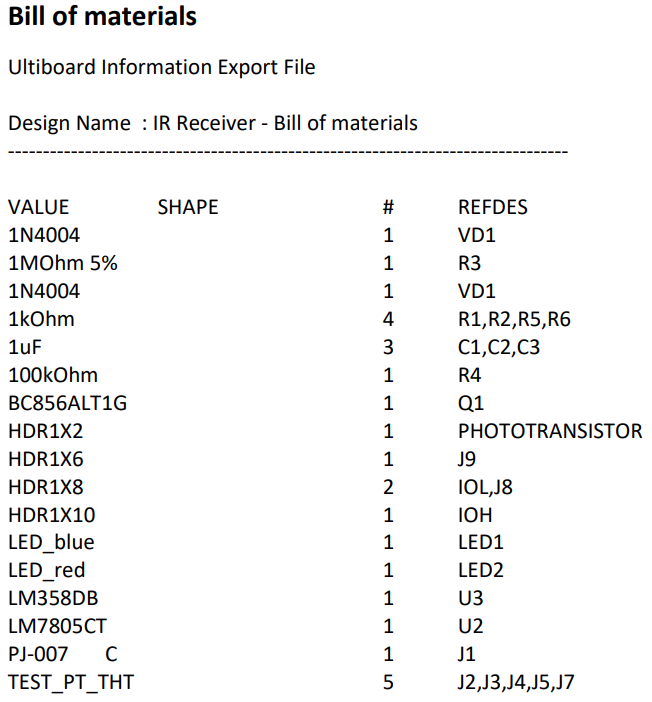 Bill of materials
Ultiboard Information Export File
Design Name : IR Receiver - Bill of materials
--------------------------------------------------------------------------------
VALUE SHAPE # REFDES
1N4004 1 VD1
1MOhm 5% 1 R3
1N4004 1 VD1
1kOhm 4 R1,R2,R5,R6
1uF 3 C1,C2,C3
100kOhm 1 R4
BC856ALT1G 1 Q1
HDR1X2 1 PHOTOTRANSISTOR
HDR1X6 1 J9
HDR1X8 2 IOL,J8
HDR1X10 1 IOH
LED_blue 1 LED1
LED_red 1 LED2
LM358DB 1 U3
LM7805CT 1 U2
PJ-007 C 1 J1
TEST_PT_THT 5 J2,J3,J4,J5,J7